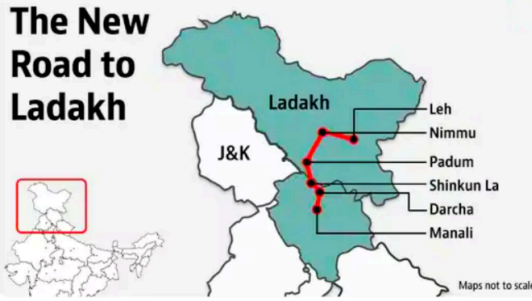 The New
Road to
Ladakh
Ladakh
J&K
Leh
Nimmu
Padum
Shinkun La
Darcha
Manali
Maps not to scale